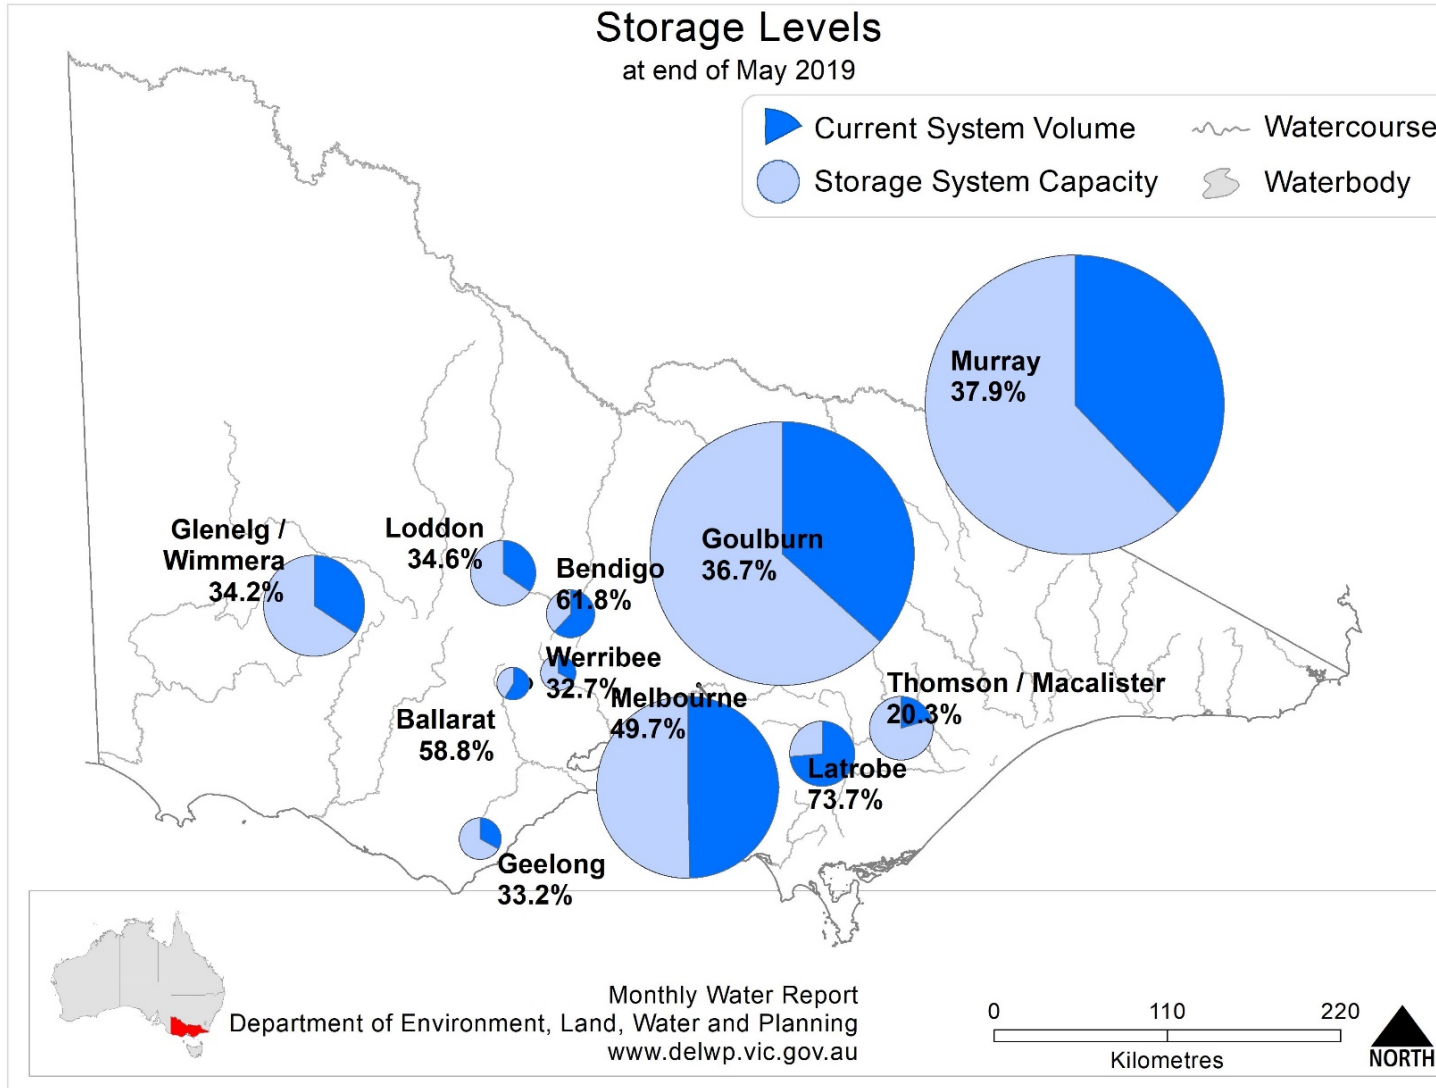 Storage Levels
at end of May 2019
Current System Volume
Watercourse
Storage System Capacity
Waterbody
Murray
37.9%
Goulburn
36.7%
Glenelg /
Wimmera
34.2%
Loddon
34.6%
Bendigo
61.8%
Werribee
32.7%
Melbourne
49.7%
Thomson / Macalister
20.3%
Ballarat
58.8%
Latrobe
73.7%
Geelong
33.2%
Monthly Water Report
Department of Environment, Land, Water and Planning
www.delwp.vic.gov.au
0 110 220
Kilometres
NORTH